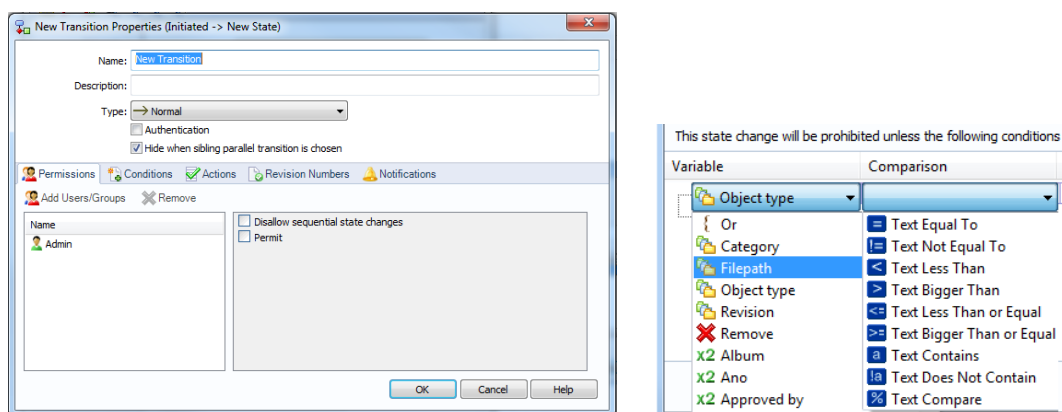 New Transition Properties (Initiated -> New State)
Name: New Transition
Description:
Type: Normal
Authentication
Hide when sibling parallel transition is chosen
Permissions Conditions Actions Revision Numbers Notifications
Add Users/Groups Remove
Name
Admin
Disallow sequential state changes
Permit
OK Cancel Help
This state change will be prohibited unless the following conditions
Variable Comparison
Object type
{ Or = Text Equal To
Category != Text Not Equal To
Filepath < Text Less Than
Object type > Text Bigger Than
Revision <= Text Less Than or Equal
Remove >= Text Bigger Than or Equal
x2 Album a Text Contains
x2 Ano !a Text Does Not Contain
x2 Approved by % Text Compare